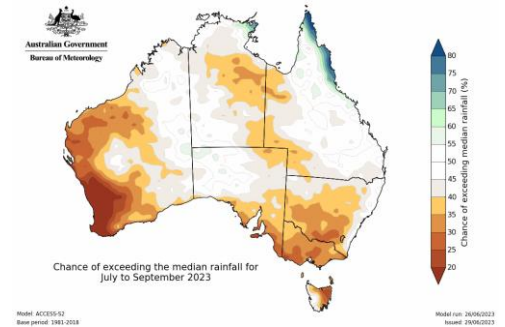 Australian Government
Bureau of Meteorology
80
75
70
65
60
55
50
45
40
35
30
25
20
Chance of exceeding median rainfall (%)
Chance of exceeding the median rainfall for
July to September 2023
Model: ACCESS-S2
Base period: 1981-2018
Model run: 26/06/2023
Issued: 29/06/2023